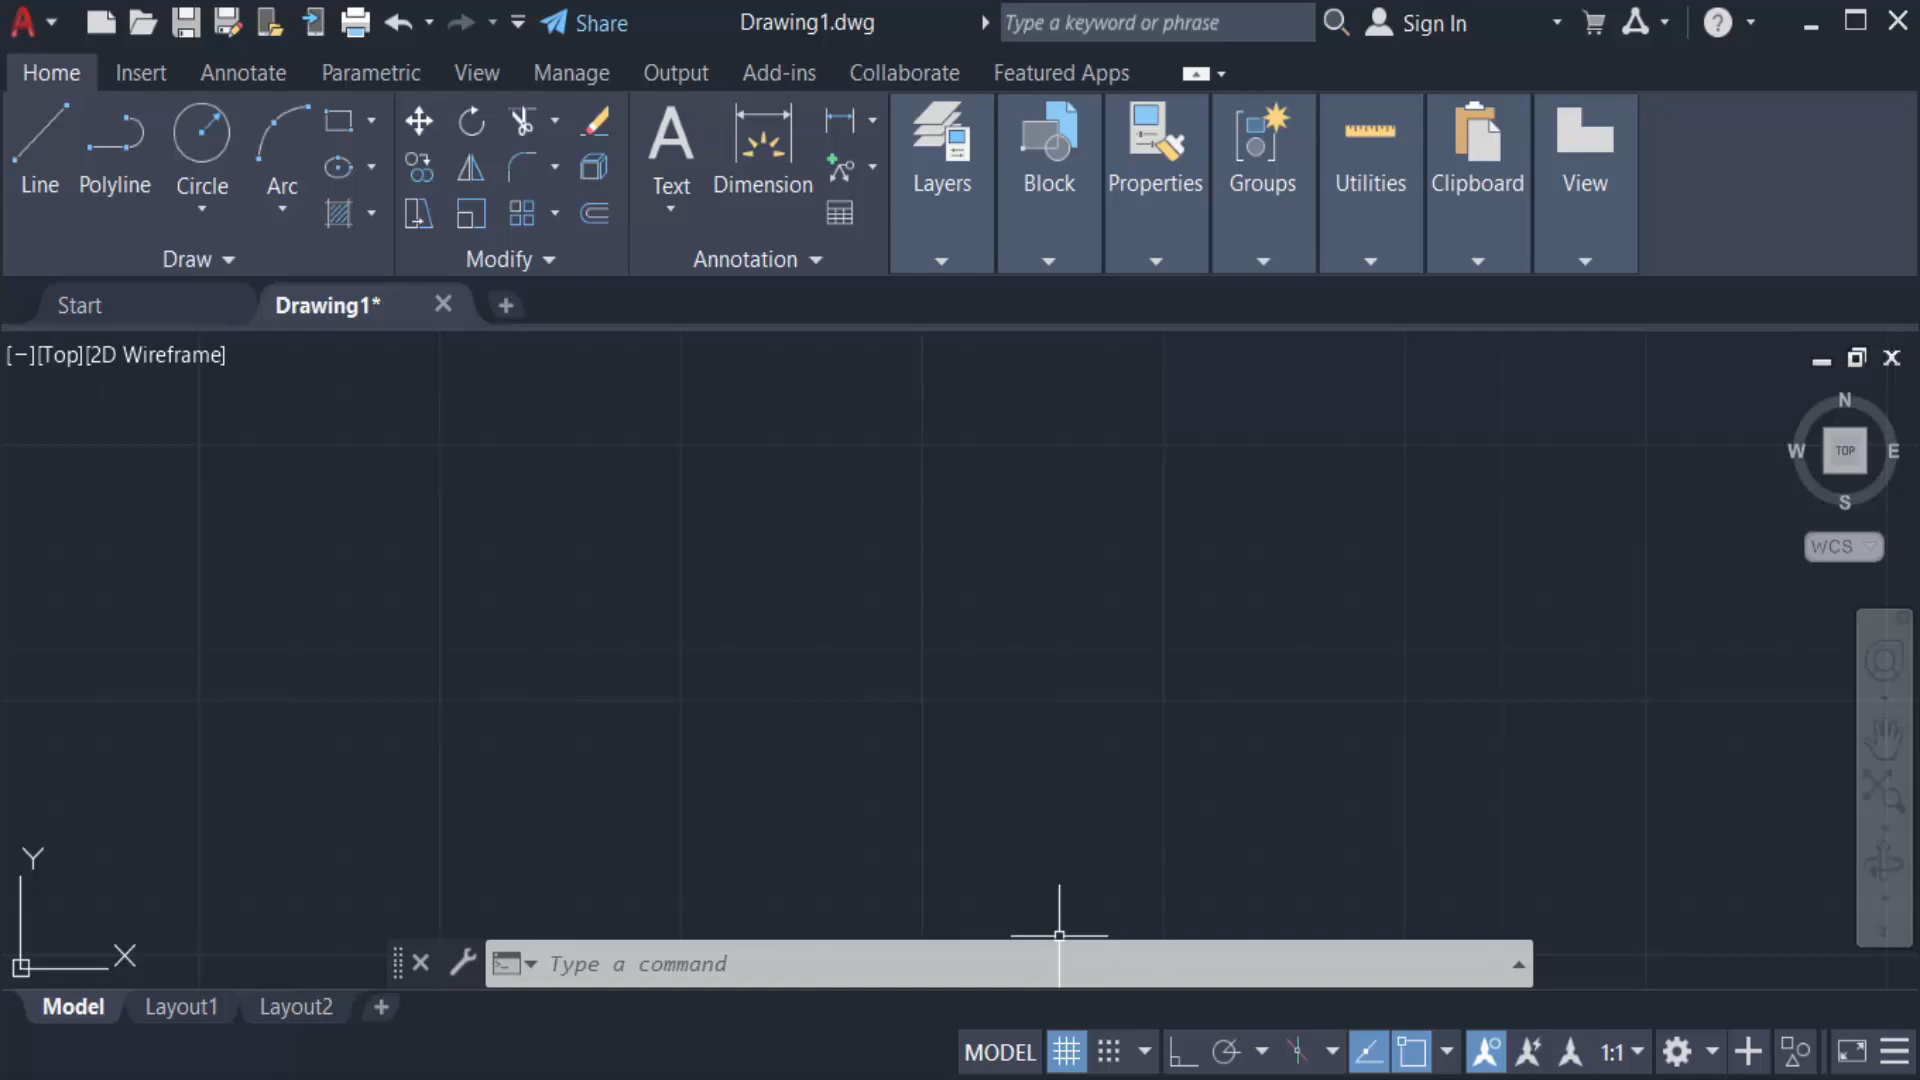 Share
Drawing1.dwg
Type a keyword or phrase
Sign In
Home
Insert
Annotate
Parametric
View
Manage
Output
Add-ins
Collaborate
Featured Apps
Line
Polyline
Circle
Arc
Text
Dimension
Layers
Block
Properties
Groups
Utilities
Clipboard
View
Draw
Modify
Annotation
Start
Drawing1*
[−][Top][2D Wireframe]
N
W
TOP
E
S
WCS
Y
X
Type a command
Model
Layout1
Layout2
MODEL
1:1